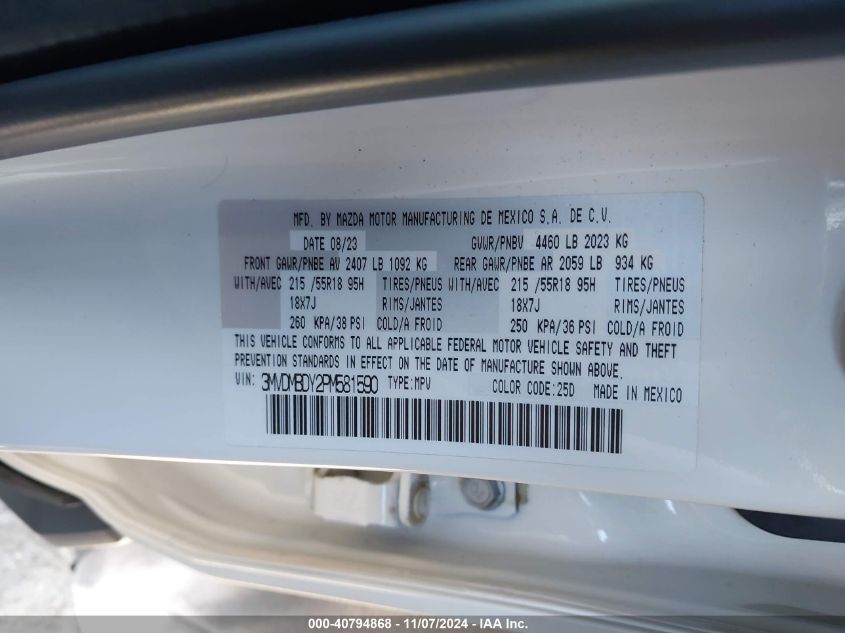 MFD. BY MAZDA MOTOR MANUFACTURING DE MEXICO S.A. DE C.V.
DATE 08/23 GVWR/PNBV 4460 LB 2023 KG
FRONT GAWR/PNBE AV 2407 LB 1092 KG REAR GAWR/PNBE AR 2059 LB 934 KG
WITH/AVEC 215 /55R18 95H TIRES/PNEUS WITH/AVEC 215 /55R18 95H TIRES/PNEUS
18X7J RIMS/JANTES 18X7J RIMS/JANTES
260 KPA/38 PSI COLD/A FROID 250 KPA/36 PSI COLD/A FROID
THIS VEHICLE CONFORMS TO ALL APPLICABLE FEDERAL MOTOR VEHICLE SAFETY AND THEFT
PREVENTION STANDARDS IN EFFECT ON THE DATE OF MANUFACTURE SHOWN ABOVE.
VIN: 3MVDMBDY2PM581590 TYPE:MPV COLOR CODE:25D MADE IN MEXICO
000-40794868 - 11/07/2024 - IAA Inc.